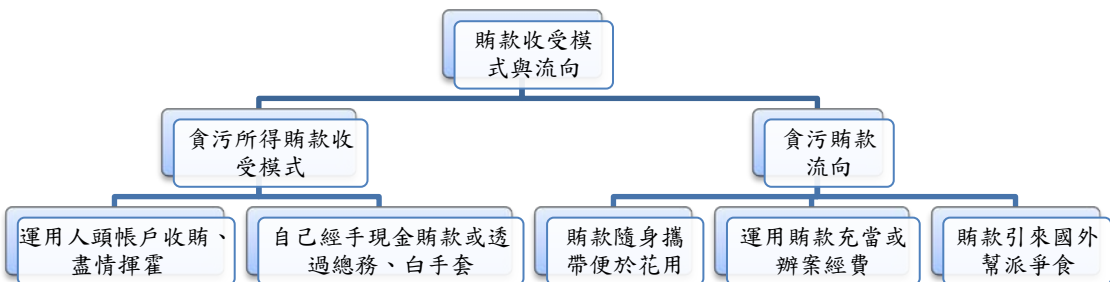 賄款收受模
式與流向
貪污所得賄款收
受模式
貪污賄款
流向
運用人頭帳戶收賄、
盡情揮霍
自己經手現金賄款或透
過總務、白手套
賄款隨身攜
帶便於花用
運用賄款充當或
辦案經費
賄款引來國外
幫派爭食